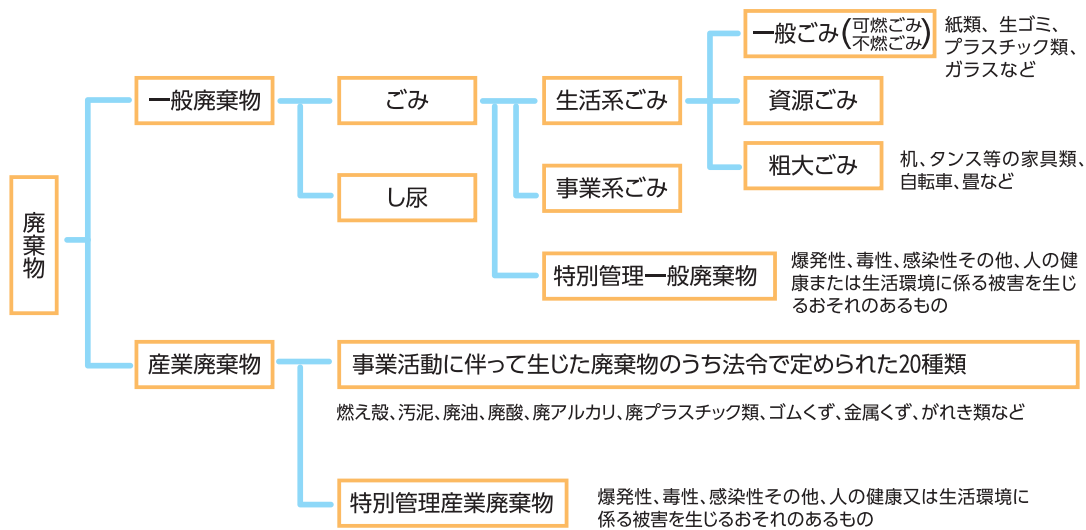 廃棄物
一般廃棄物
ごみ
生活系ごみ
一般ごみ(可燃ごみ 不燃ごみ)
紙類、生ゴミ、
プラスチック類、
ガラスなど
資源ごみ
粗大ごみ
机、タンス等の家具類、
自転車、畳など
事業系ごみ
し尿
特別管理一般廃棄物
爆発性、毒性、感染性その他、人の健
康または生活環境に係る被害を生じ
るおそれのあるもの
産業廃棄物
事業活動に伴って生じた廃棄物のうち法令で定められた20種類
燃え殻、汚泥、廃油、廃酸、廃アルカリ、廃プラスチック類、ゴムくず、金属くず、がれき類など
特別管理産業廃棄物
爆発性、毒性、感染性その他、人の健康又は生活環境に
係る被害を生じるおそれのあるもの